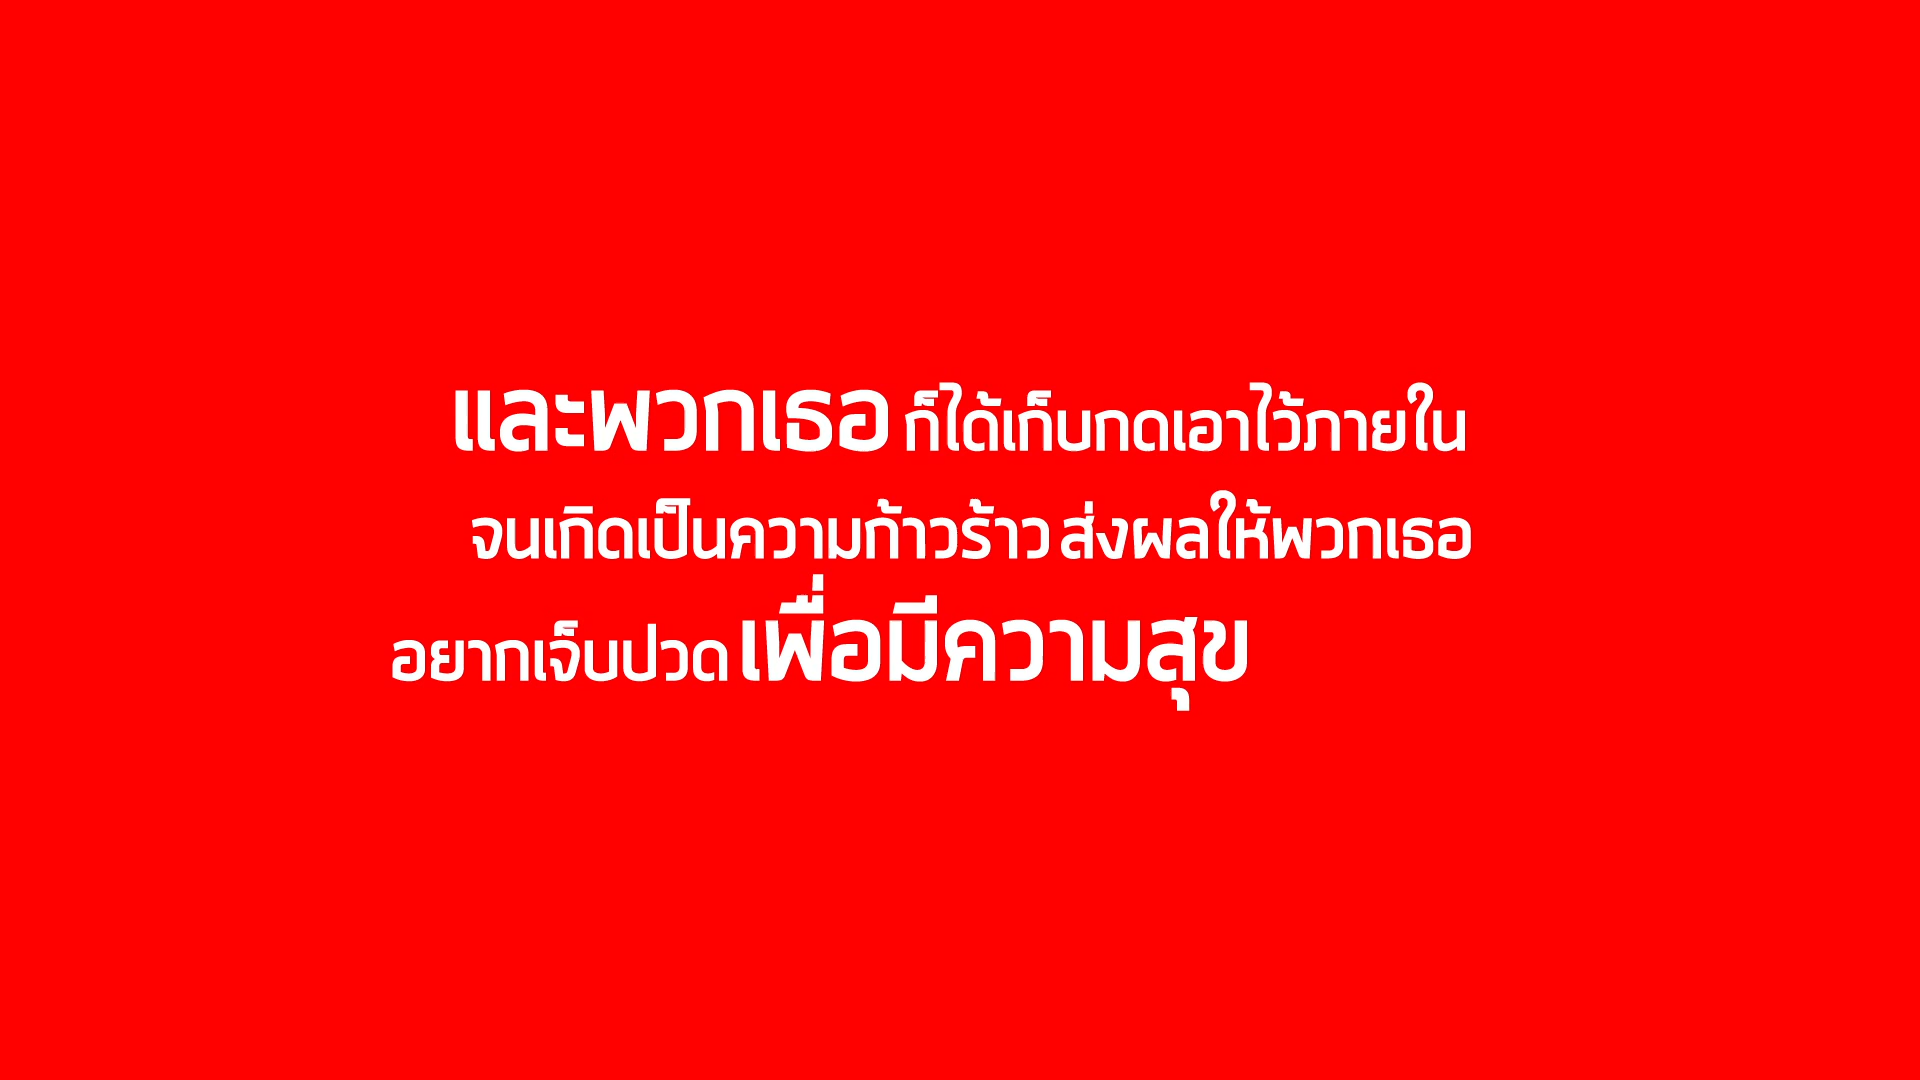 และพวกเธอ ก็ได้เก็บกดเอาไว้ภายใน
จนเกิดเป็นความก้าวร้าว ส่งผลให้พวกเธอ
อยากเจ็บปวด เพื่อมีความสุข